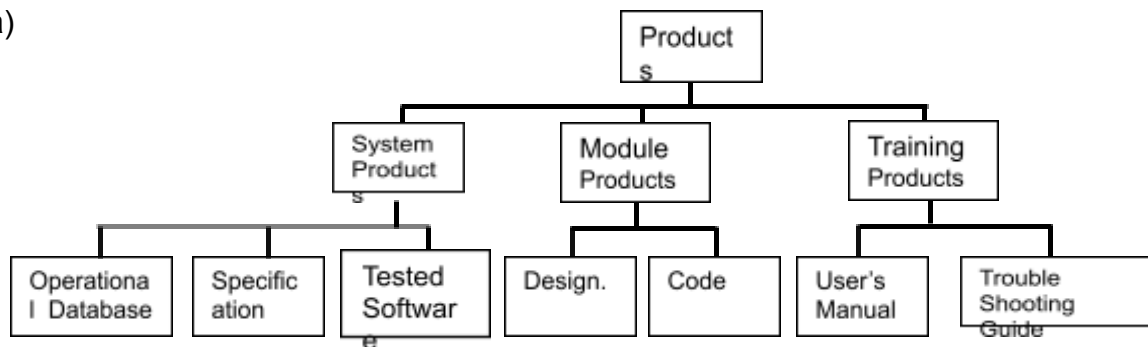 a)
Product
s
System
Product
s
Module
Products
Training
Products
Operationa
l Database
Specific
ation
Tested
Softwar
e
Design.
Code
User's
Manual
Trouble
Shooting
Guide